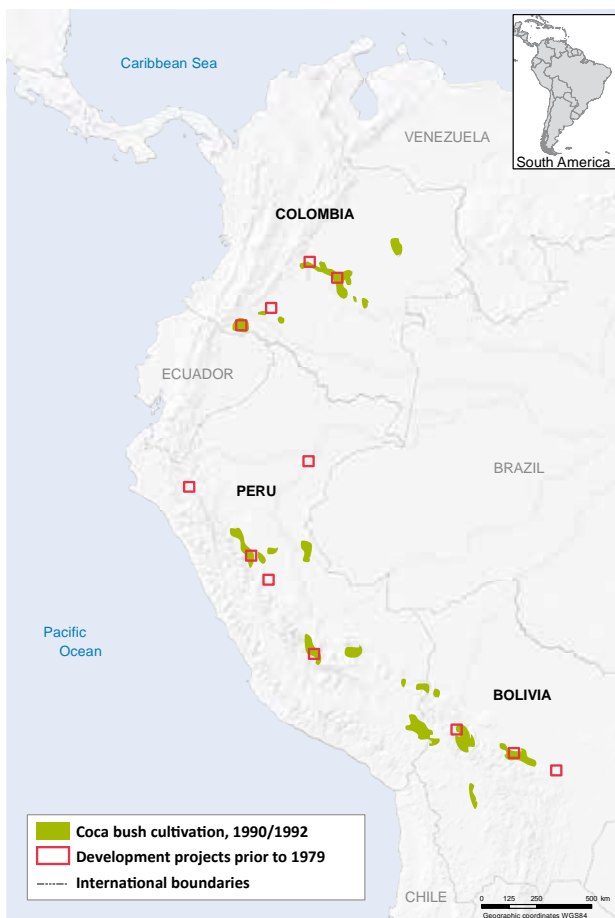 Caribbean Sea
South America
VENEZUELA
COLOMBIA
ECUADOR
BRAZIL
PERU
Pacific
Ocean
BOLIVIA
Coca bush cultivation, 1990/1992
Development projects prior to 1979
International boundaries
CHILE
0 125 250 500 km
Geographic coordinates WGS84